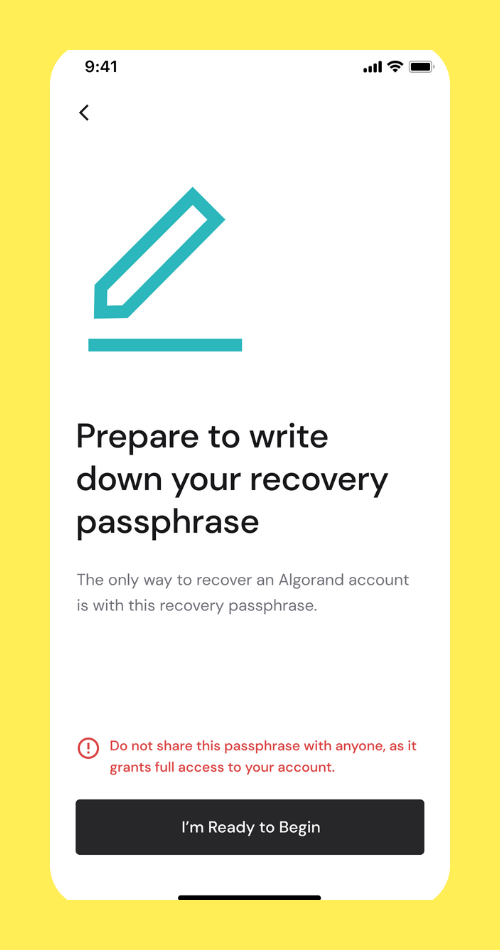 9:41
Prepare to write
down your recovery
passphrase
The only way to recover an Algorand account
is with this recovery passphrase.
Do not share this passphrase with anyone, as it
grants full access to your account.
I’m Ready to Begin